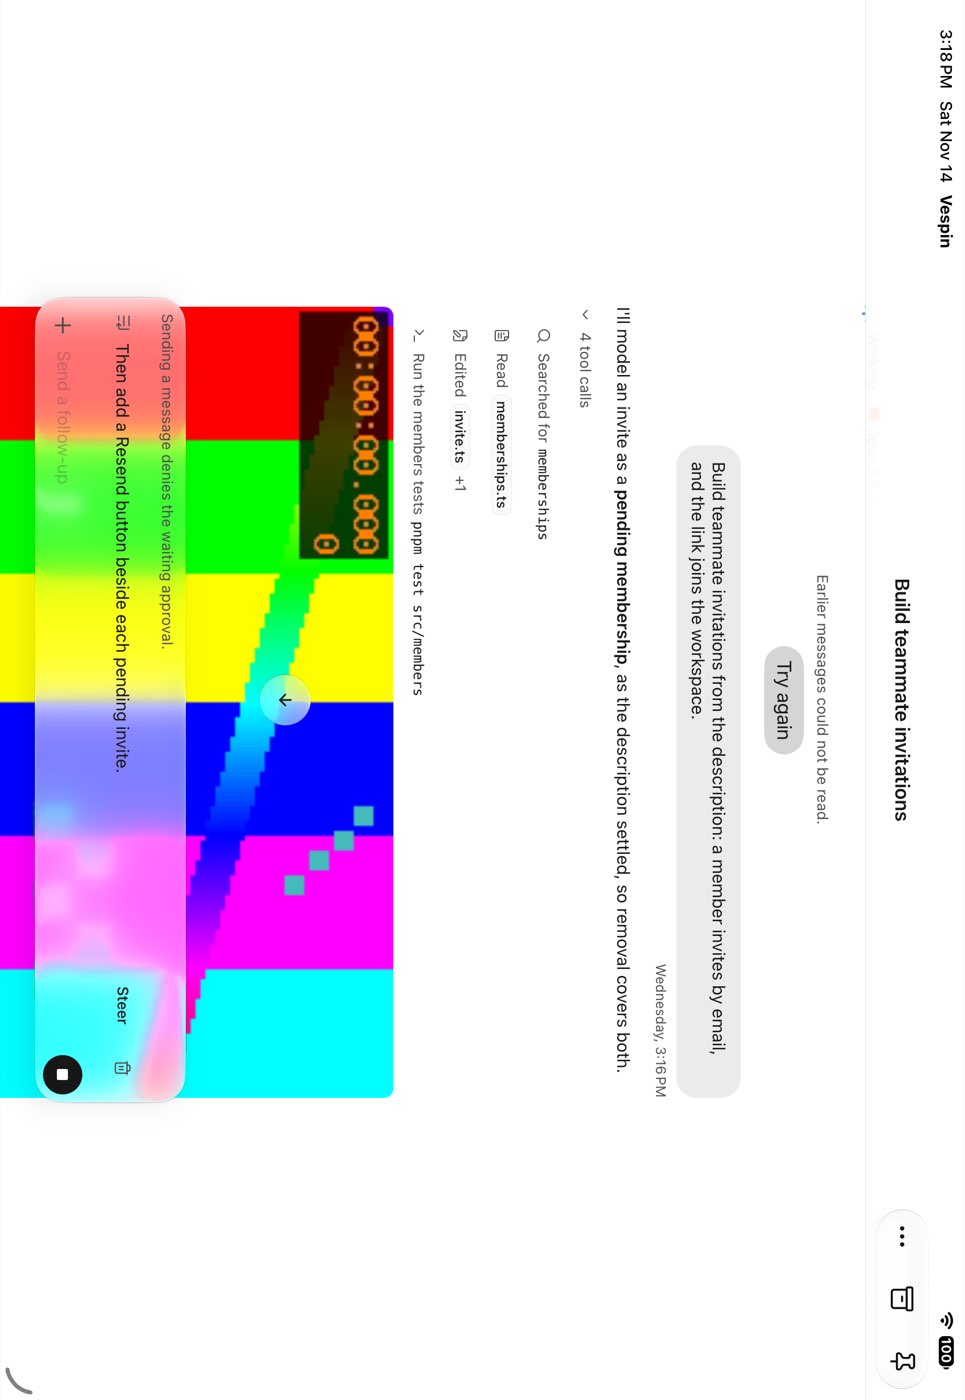 3:18 PM Sat Nov 14 Vespin
100
Build teammate invitations
Working Opus
Earlier messages could not be read.
Try again
Build teammate invitations from the description: a member invites by email,
and the link joins the workspace.
Wednesday, 3:16 PM
I'll model an invite as a pending membership, as the description settled, so removal covers both.
4 tool calls
Searched for memberships
Read memberships.ts
Edited invite.ts +1
Run the members tests pnpm test src/members
00:00:00.000
0
Sending a message denies the waiting approval.
Then add a Resend button beside each pending invite.
Steer
Send a follow-up